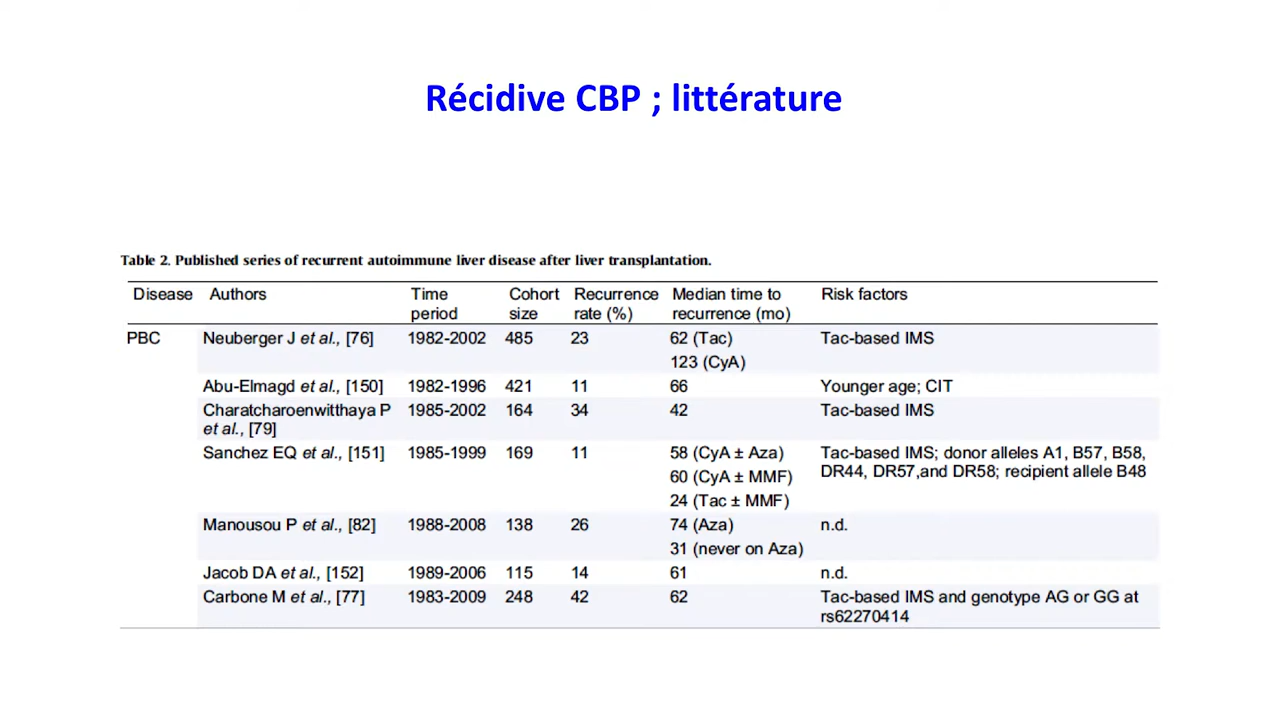 Récidive CBP ; littérature
Table 2. Published series of recurrent autoimmune liver disease after liver transplantation.
Disease Authors Time period Cohort size Recurrence rate (%) Median time to recurrence (mo) Risk factors
PBC Neuberger J et al., [76] 1982-2002 485 23 62 (Tac) Tac-based IMS
123 (CyA)
Abu-Elmagd et al., [150] 1982-1996 421 11 66 Younger age; CIT
Charatcharoenwitthaya P 1985-2002 164 34 42 Tac-based IMS
et al., [79]
Sanchez EQ et al., [151] 1985-1999 169 11 58 (CyA ± Aza) Tac-based IMS; donor alleles A1, B57, B58,
60 (CyA ± MMF) DR44, DR57,and DR58; recipient allele B48
24 (Tac ± MMF)
Manousou P et al., [82] 1988-2008 138 26 74 (Aza) n.d.
31 (never on Aza)
Jacob DA et al., [152] 1989-2006 115 14 61 n.d.
Carbone M et al., [77] 1983-2009 248 42 62 Tac-based IMS and genotype AG or GG at
rs62270414